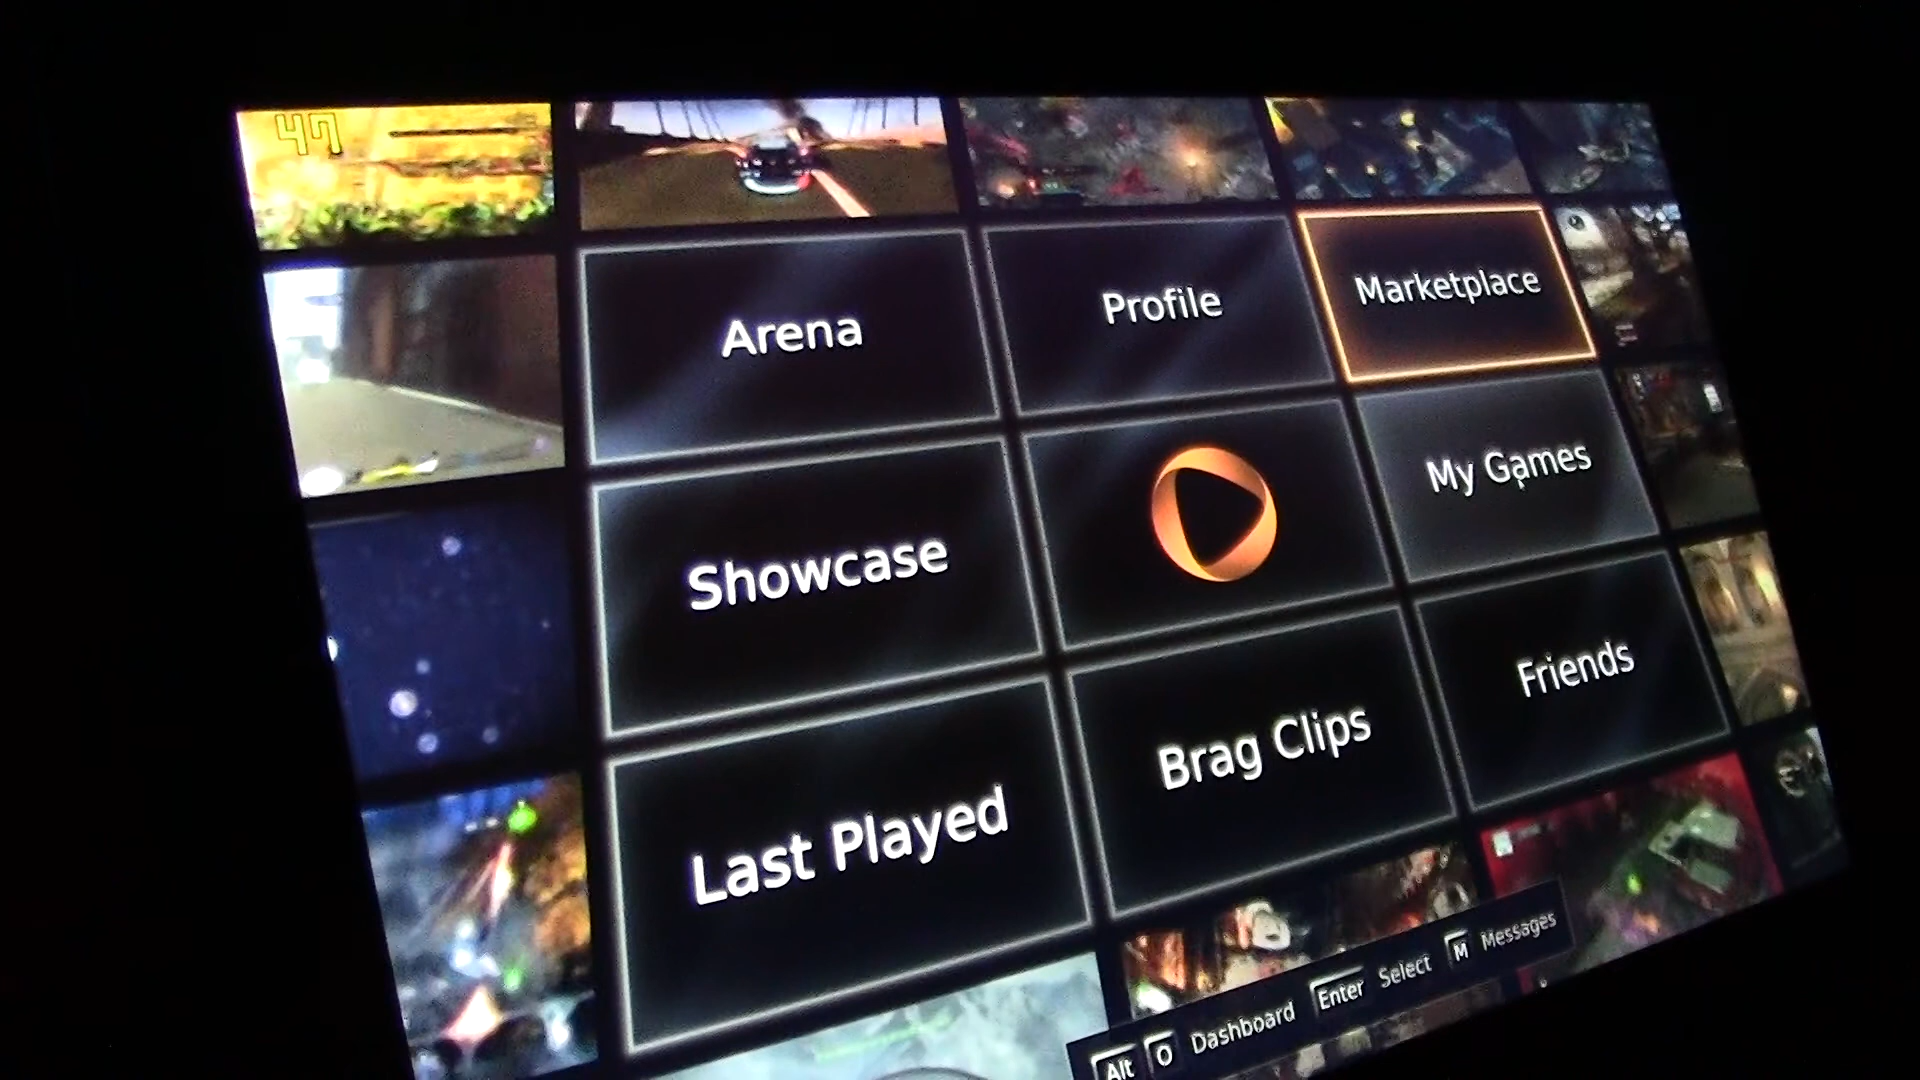 47
Arena
Profile
Marketplace
Showcase
My Games
Last Played
Brag Clips
Friends
Alt O Dashboard Enter Select M Messages